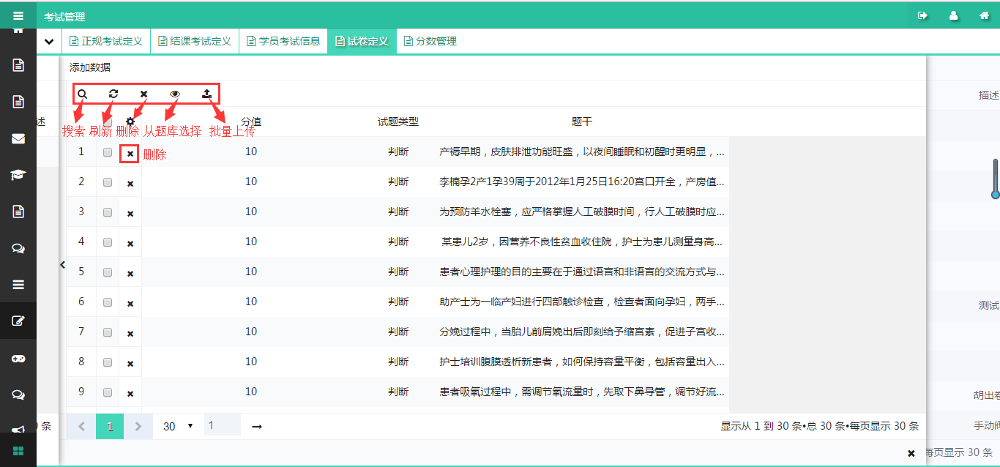 考试管理
正规考试定义 结课考试定义 学员考试信息 试卷定义 分数管理
添加数据
描述
述 分值 试题类型 题干
搜索 刷新 删除 从题库选择 批量上传
1 10 判断 产褥早期，皮肤排泄功能旺盛，以夜间睡眠和初醒时更明显，...
删除
2 10 判断 李楠孕2产1孕39周于2012年1月25日16:20宫口开全，产房值...
3 10 判断 为预防羊水栓塞，应严格掌握人工破膜时间，行人工破膜时应...
4 10 判断 某患儿2岁，因营养不良性贫血收住院，护士为患儿测量身高...
5 10 判断 患者心理护理的目的主要在于通过语言和非语言的交流方式与...
6 10 判断 助产士为一临产产妇进行四部触诊检查，检查者面向孕妇，两手...
测试
7 10 判断 分娩过程中，当胎儿前肩娩出后即刻给予缩宫素，促进子宫收...
8 10 判断 护士培训腹膜透析新患者，如何保持容量平衡，包括容量出入...
9 10 判断 患者吸氧过程中，需调节氧流量时，先取下鼻导管，调节好流...
胡出卷
0 条 1 30 1 显示从 1 到 30 条•总 30 条•每页显示 30 条 手动阅
每页显示 30 条